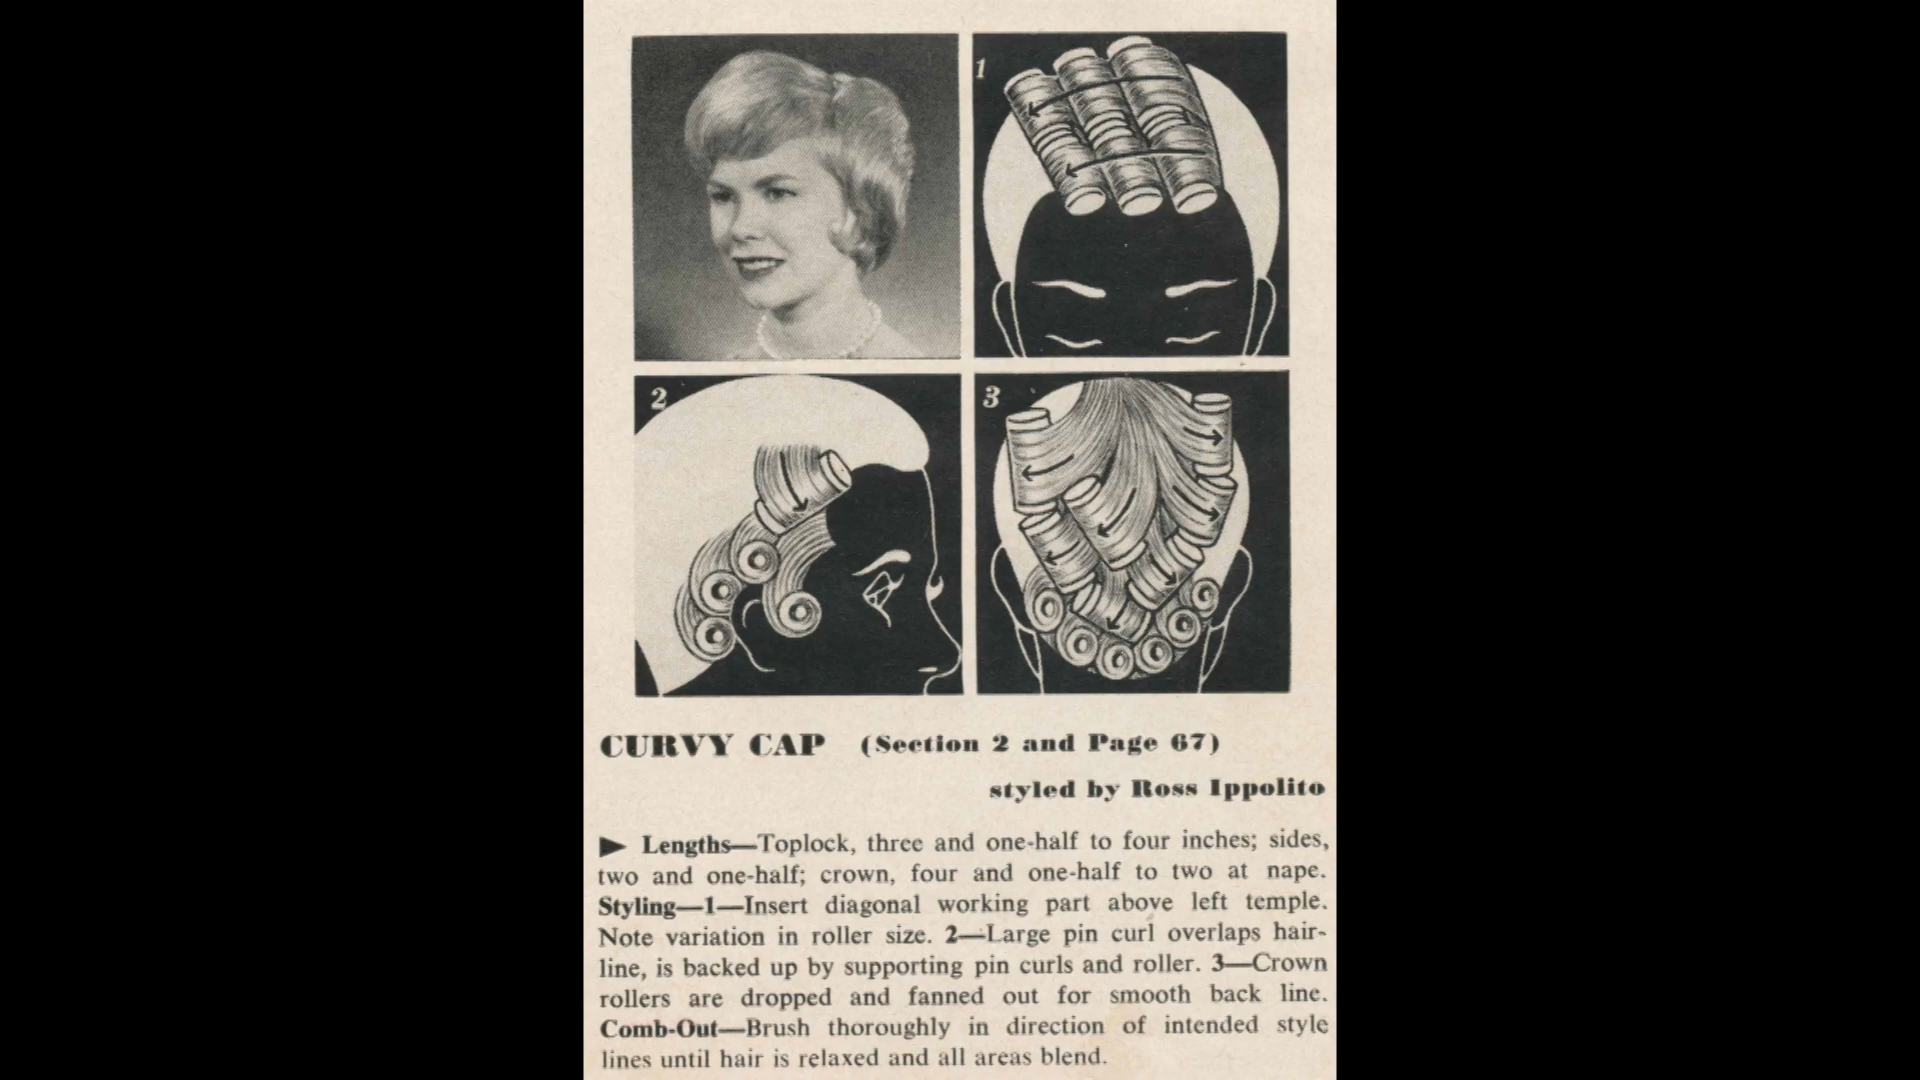 1
2
3
CURVY CAP (Section 2 and Page 67)
styled by Ross Ippolito
► Lengths—Toplock, three and one-half to four inches; sides,
two and one-half; crown, four and one-half to two at nape.
Styling—1—Insert diagonal working part above left temple.
Note variation in roller size. 2—Large pin curl overlaps hair-
line, is backed up by supporting pin curls and roller. 3—Crown
rollers are dropped and fanned out for smooth back line.
Comb-Out—Brush thoroughly in direction of intended style
lines until hair is relaxed and all areas blend.